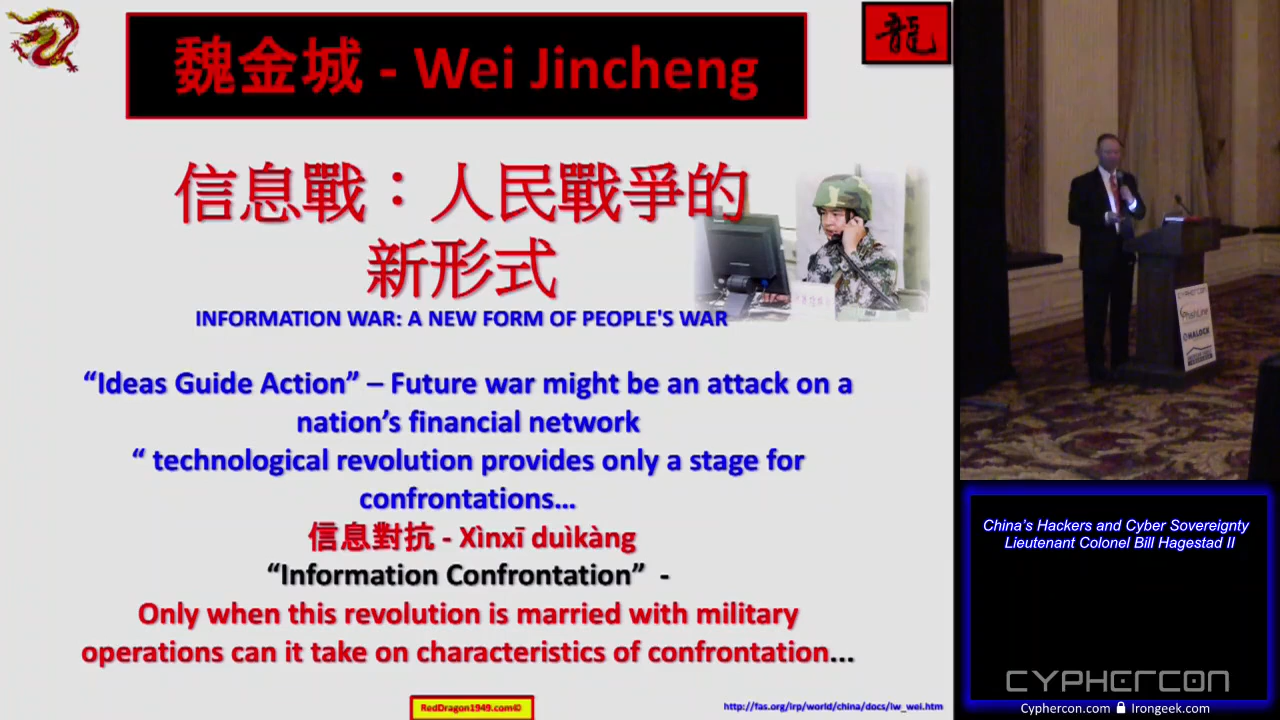 龍
魏金城 - Wei Jincheng
信息戰：人民戰爭的
新形式
INFORMATION WAR: A NEW FORM OF PEOPLE'S WAR
“Ideas Guide Action” – Future war might be an attack on a
nation’s financial network
“ technological revolution provides only a stage for
confrontations…
信息對抗 - Xìnxī duìkàng
“Information Confrontation” -
Only when this revolution is married with military
operations can it take on characteristics of confrontation...
RedDragon1949.com©
http://fas.org/irp/world/china/docs/iw_wei.htm
CYPHERCON
China's Hackers and Cyber Sovereignty
Lieutenant Colonel Bill Hagestad II
CYPHERCON
Cyphercon.com Irongeek.com